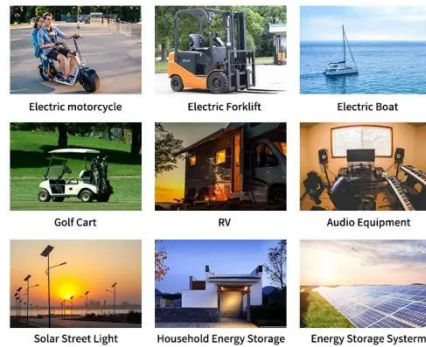 Electric motorcycle
Electric Forklift
Electric Boat
Golf Cart
RV
Audio Equipment
Solar Street Light
Household Energy Storage
Energy Storage Systerm